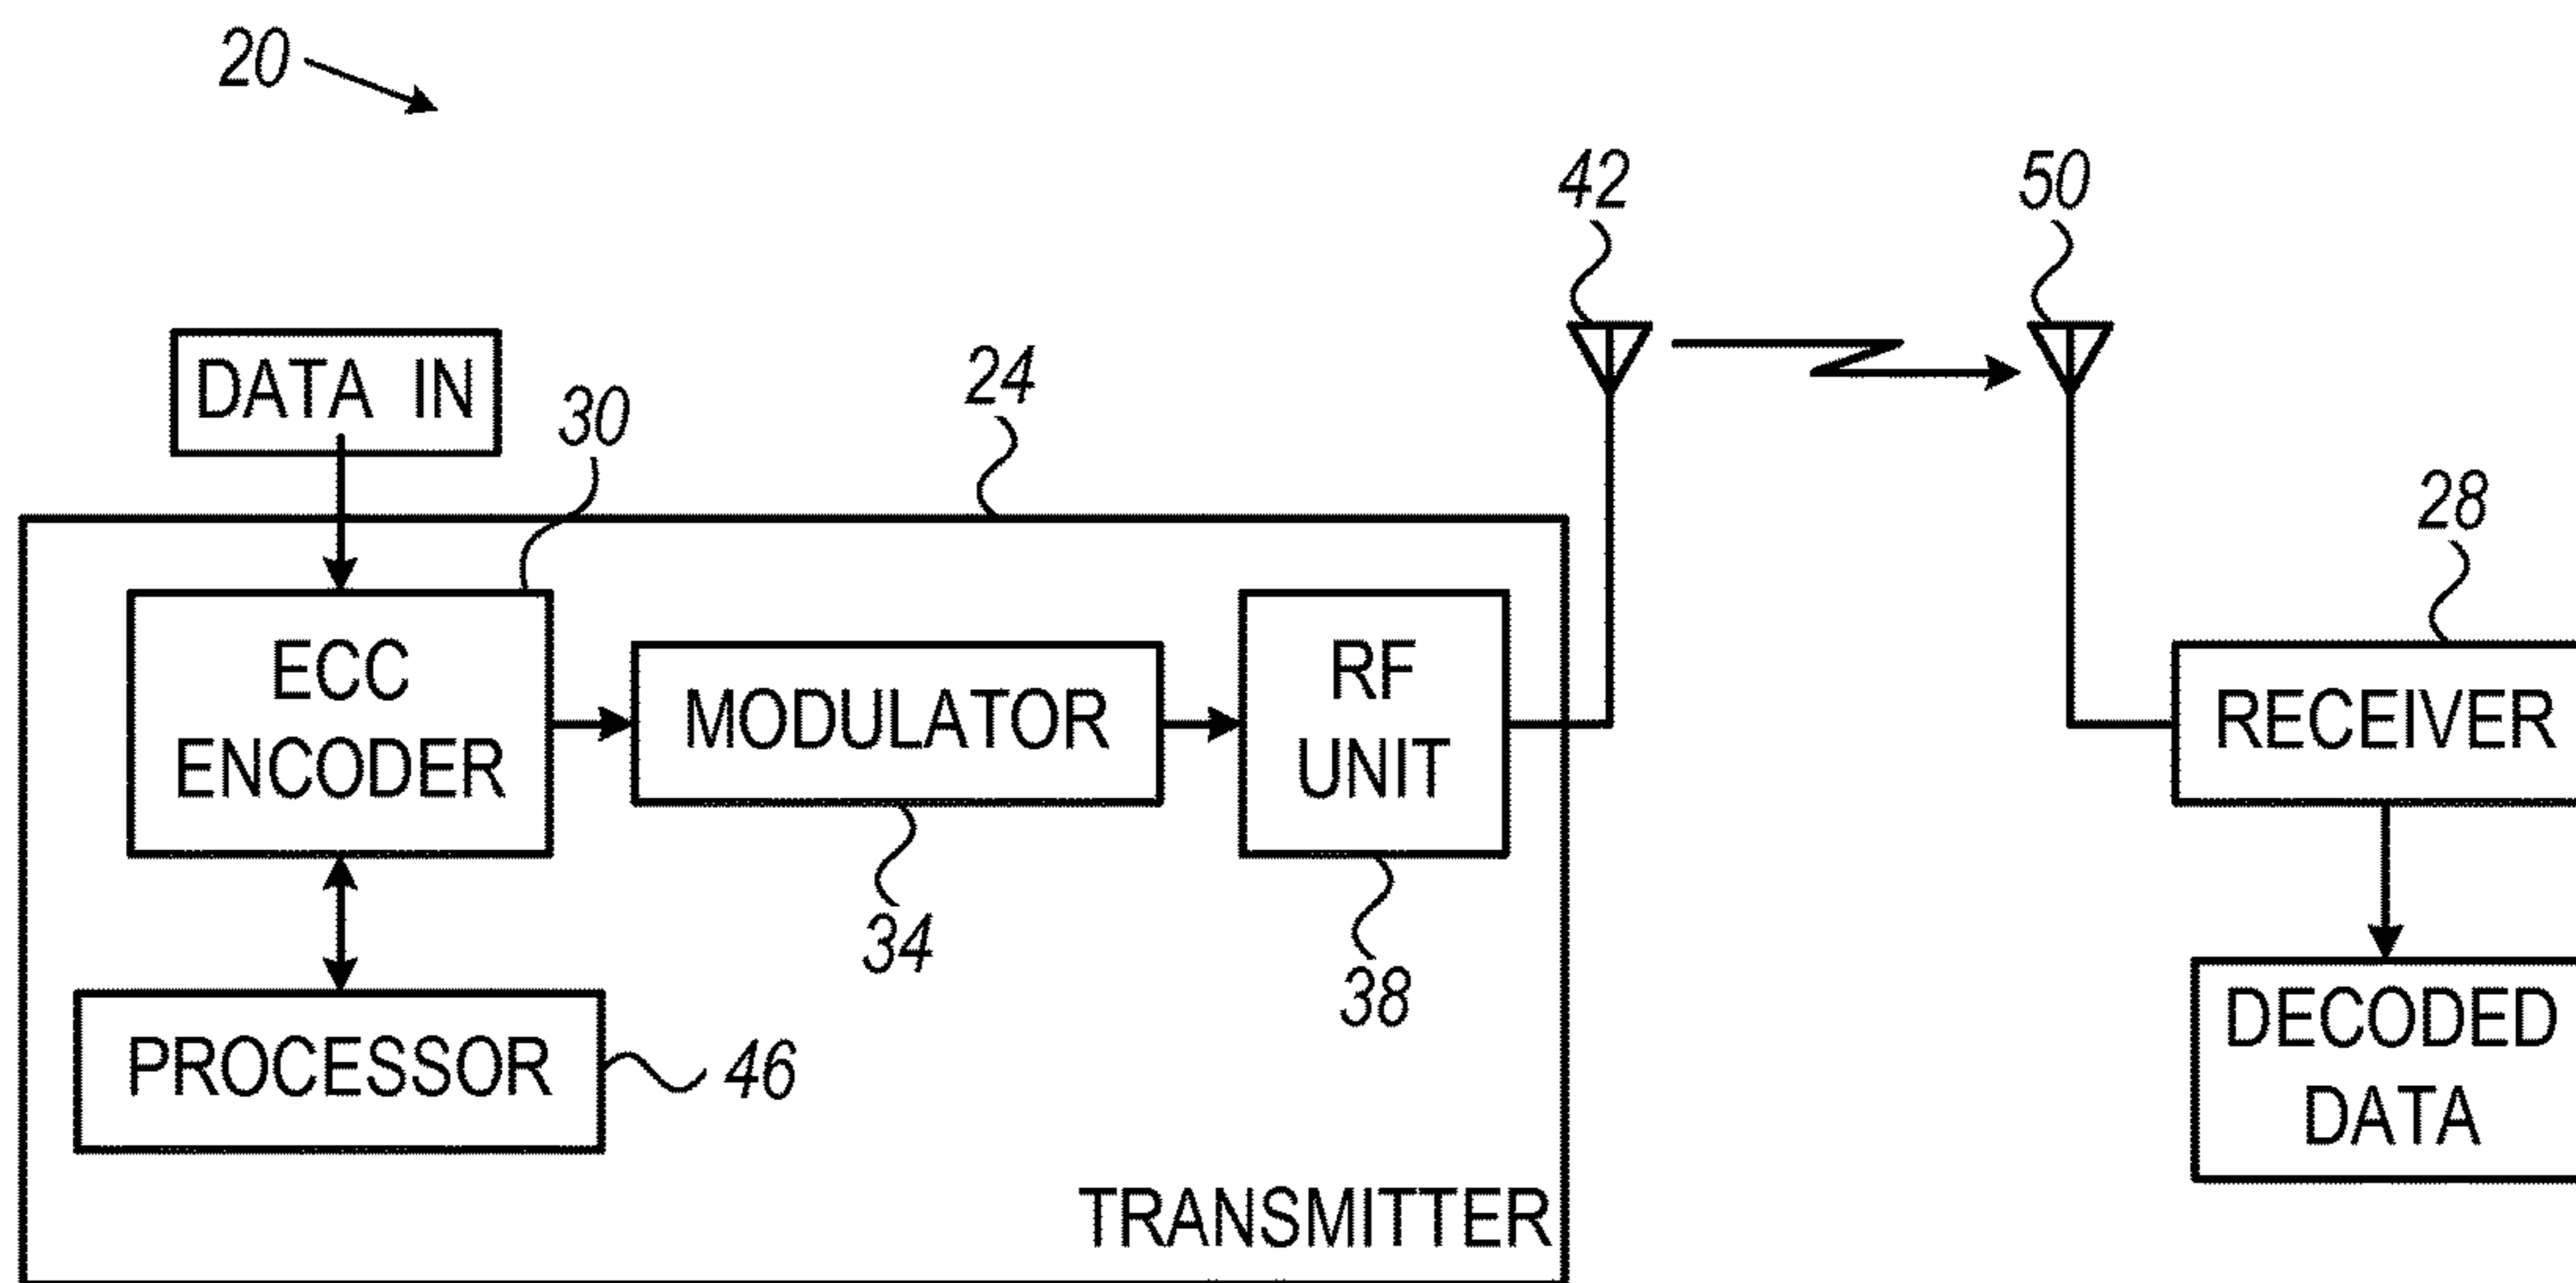 20
42
50
DATA IN
30
24
28
ECC
ENCODER
MODULATOR
RF
UNIT
RECEIVER
34
38
PROCESSOR
46
DECODED
DATA
TRANSMITTER